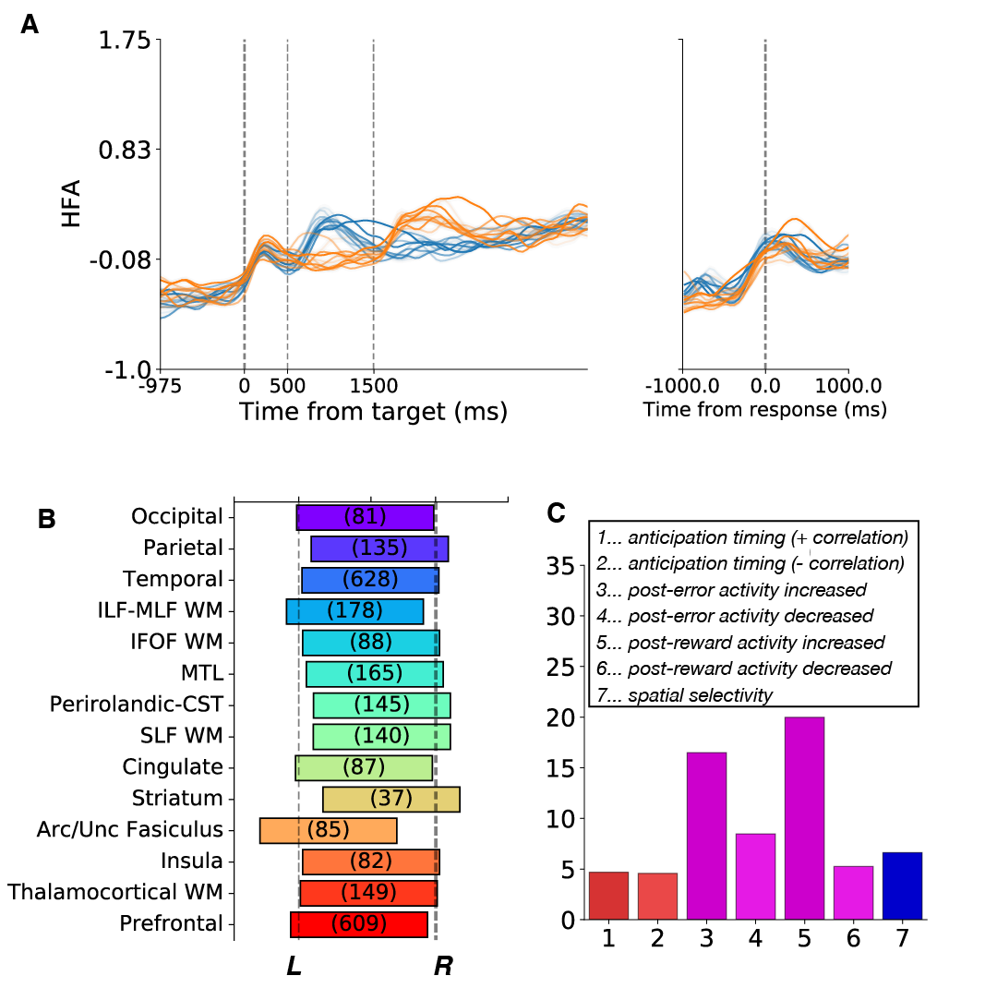 A
1.75
0.83
-0.08
-1.0
HFA
-975 0 500 1500
Time from target (ms)
-1000.0 0.0 1000.0
Time from response (ms)
B
Occipital (81)
Parietal (135)
Temporal (628)
ILF-MLF WM (178)
IFOF WM (88)
MTL (165)
Perirolandic-CST (145)
SLF WM (140)
Cingulate (87)
Striatum (37)
Arc/Unc Fasiculus (85)
Insula (82)
Thalamocortical WM (149)
Prefrontal (609)
L R
C
1... anticipation timing (+ correlation)
2... anticipation timing (- correlation)
3... post-error activity increased
4... post-error activity decreased
5... post-reward activity increased
6... post-reward activity decreased
7... spatial selectivity
35
30
25
20
15
10
5
0
1 2 3 4 5 6 7